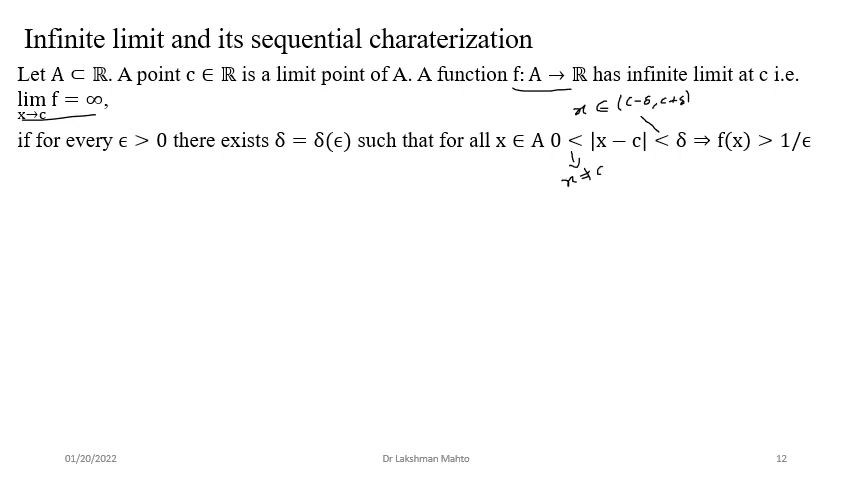 Infinite limit and its sequential charaterization
Let A ⊂ ℝ. A point c ∈ ℝ is a limit point of A. A function f: A → ℝ has infinite limit at c i.e.
lim f = ∞,
x→c
x ∈ (c-δ, c+δ)
if for every ϵ > 0 there exists δ = δ(ϵ) such that for all x ∈ A 0 < |x − c| < δ ⇒ f(x) > 1/ϵ
x ≠ c
01/20/2022
Dr Lakshman Mahto
12